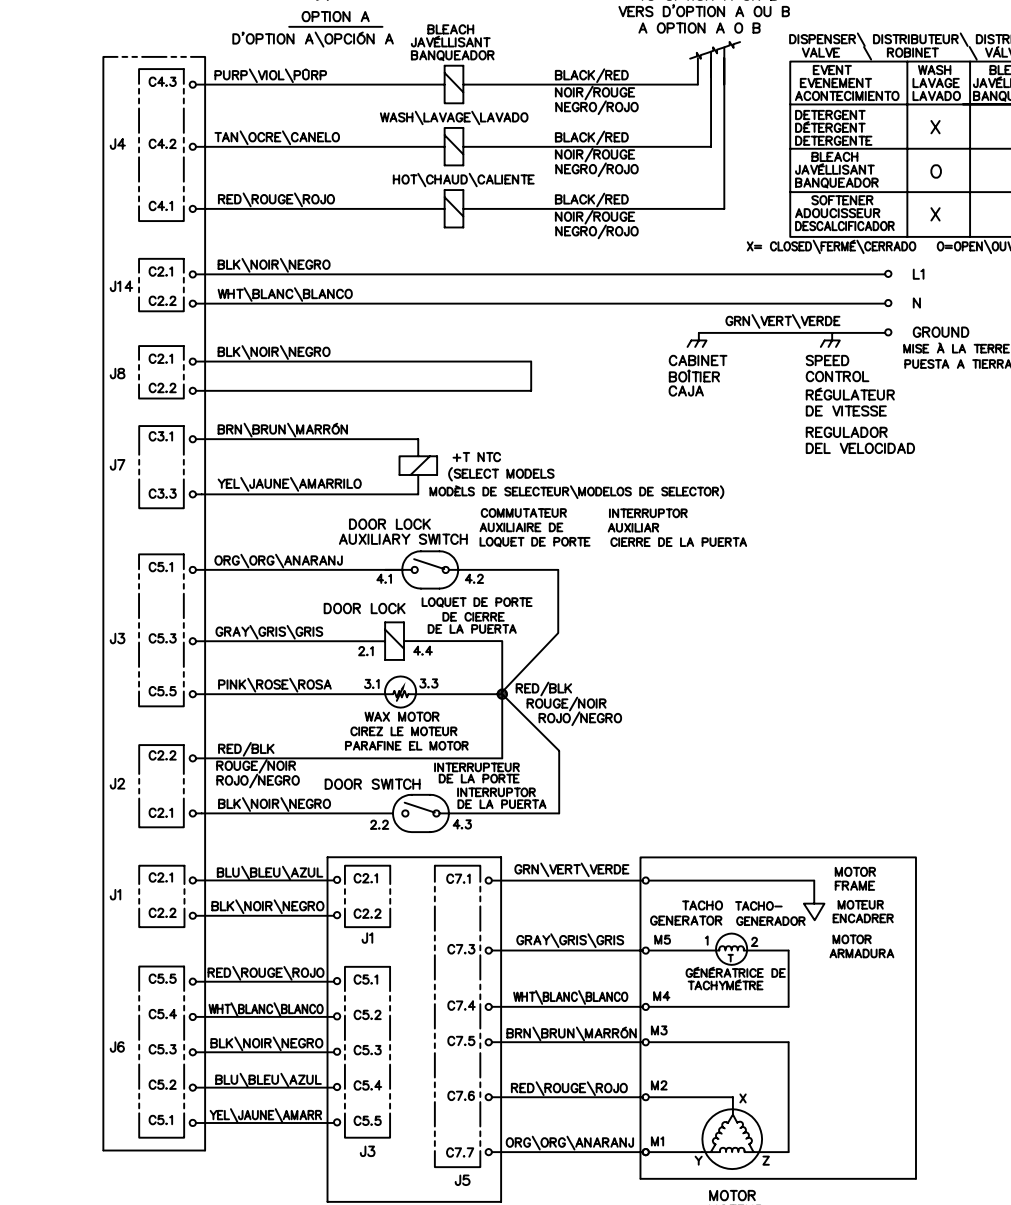 OPTION A
D'OPTION A\OPCIÓN A
VERS D'OPTION A OU B
A OPTION A O B
BLEACH
JAVÉLLISANT
BANQUEADOR
DISPENSER\ DISTRIBUTEUR\
VALVE \ ROBINET \
EVENT
EVENEMENT
ACONTECIMIENTO
WASH
LAVAGE
LAVADO
DETERGENT
DÉTERGENT
DETERGENTE
X
BLEACH
JAVÉLLISANT
BANQUEADOR
O
SOFTENER
ADOUCISSEUR
DESCALCIFICADOR
X
X= CLOSED\FERMÉ\CERRADO
J4
C4.3
PURP\VIOL\PÚRP
BLACK/RED
NOIR/ROUGE
NEGRO/ROJO
WASH\LAVAGE\LAVADO
C4.2
TAN\OCRE\CANELO
BLACK/RED
NOIR/ROUGE
NEGRO/ROJO
HOT\CHAUD\CALIENTE
C4.1
RED\ROUGE\ROJO
BLACK/RED
NOIR/ROUGE
NEGRO/ROJO
J14
C2.1
BLK\NOIR\NEGRO
L1
C2.2
WHT\BLANC\BLANCO
N
GRN\VERT\VERDE
GROUND
MISE À LA TERRE
PUESTA A TIERRA
CABINET
BOÎTIER
CAJA
SPEED
CONTROL
RÉGULATEUR
DE VITESSE
REGULADOR
DEL VELOCIDAD
J8
C2.1
BLK\NOIR\NEGRO
C2.2
J7
C3.1
BRN\BRUN\MARRÓN
+T NTC
(SELECT MODELS
MODÈLS DE SELECTEUR\MODELOS DE SELECTOR)
C3.3
YEL\JAUNE\AMARRILO
DOOR LOCK
AUXILIARY SWITCH
COMMUTATEUR
AUXILIAIRE DE
LOQUET DE PORTE
INTERRUPTOR
AUXILIAR
CIERRE DE LA PUERTA
J3
C5.1
ORG\ORG\ANARANJ
4.1
4.2
DOOR LOCK
LOQUET DE PORTE
DE CIERRE
DE LA PUERTA
C5.3
GRAY\GRIS\GRIS
2.1
4.4
C5.5
PINK\ROSE\ROSA
3.1
3.3
RED/BLK
ROUGE/NOIR
ROJO/NEGRO
WAX MOTOR
CIREZ LE MOTEUR
PARAFINE EL MOTOR
J2
C2.2
RED/BLK
ROUGE/NOIR
ROJO/NEGRO
DOOR SWITCH
INTERRUPTEUR
DE LA PORTE
INTERRUPTOR
DE LA PUERTA
C2.1
BLK\NOIR\NEGRO
2.2
4.3
J1
C2.1
BLU\BLEU\AZUL
C2.1
C2.2
BLK\NOIR\NEGRO
C2.2
J1
J6
C5.5
RED\ROUGE\ROJO
C5.1
C5.4
WHT\BLANC\BLANCO
C5.2
C5.3
BLK\NOIR\NEGRO
C5.3
C5.2
BLU\BLEU\AZUL
C5.4
C5.1
YEL\JAUNE\AMARR
C5.5
J3
C7.1
GRN\VERT\VERDE
MOTOR
FRAME
MOTEUR
ENCADRER
MOTOR
ARMADURA
TACHO
GENERATOR
TACHO-
GENERADOR
C7.3
GRAY\GRIS\GRIS
M5
1
2
T
GÉNÉRATRICE DE
TACHYMÉTRE
C7.4
WHT\BLANC\BLANCO
M4
C7.5
BRN\BRUN\MARRÓN
M3
C7.6
RED\ROUGE\ROJO
M2
X
C7.7
ORG\ORG\ANARANJ
M1
Y
Z
J5
MOTOR